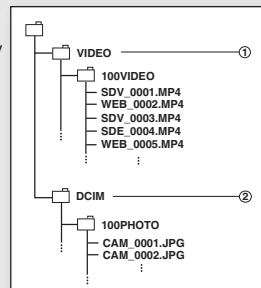 VIDEO ①
100VIDEO
SDV_0001.MP4
WEB_0002.MP4
SDV_0003.MP4
SDE_0004.MP4
WEB_0005.MP4
DCIM ②
100PHOTO
CAM_0001.JPG
CAM_0002.JPG